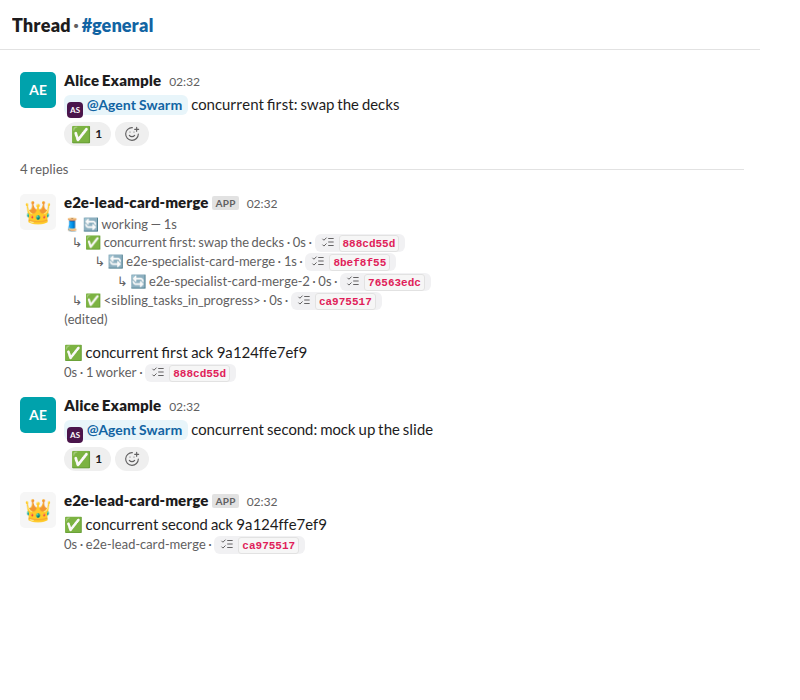 Thread · #general
AE
Alice Example 02:32
AS @Agent Swarm concurrent first: swap the decks
✅ 1
4 replies
e2e-lead-card-merge APP 02:32
🧵 🔄 working — 1s
↳ ✅ concurrent first: swap the decks · 0s · 888cd55d
↳ 🔄 e2e-specialist-card-merge · 1s · 8bef8f55
↳ 🔄 e2e-specialist-card-merge-2 · 0s · 76563edc
↳ ✅ <sibling_tasks_in_progress> · 0s · ca975517
(edited)
✅ concurrent first ack 9a124ffe7ef9
0s · 1 worker · 888cd55d
AE
Alice Example 02:32
AS @Agent Swarm concurrent second: mock up the slide
✅ 1
e2e-lead-card-merge APP 02:32
✅ concurrent second ack 9a124ffe7ef9
0s · e2e-lead-card-merge · ca975517